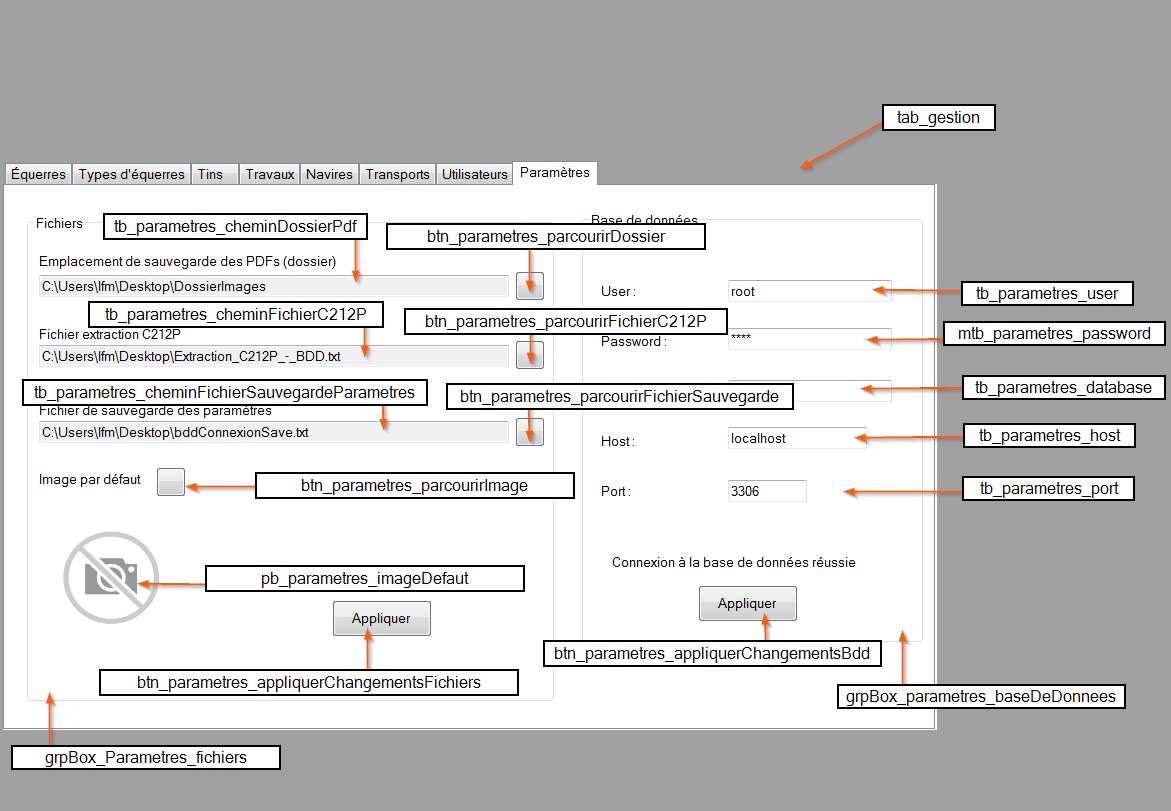 tab_gestion
Équerres Types d'équerres Tins Travaux Navires Transports Utilisateurs Paramètres
Fichiers
tb_parametres_cheminDossierPdf
btn_parametres_parcourirDossier
Emplacement de sauvegarde des PDFs (dossier)
C:\Users\lfm\Desktop\DossierImages
tb_parametres_cheminFichierC212P
btn_parametres_parcourirFichierC212P
Fichier extraction C212P
C:\Users\lfm\Desktop\Extraction_C212P_-_BDD.txt
tb_parametres_cheminFichierSauvegardeParametres
btn_parametres_parcourirFichierSauvegarde
Fichier de sauvegarde des paramètres
C:\Users\lfm\Desktop\bddConnexionSave.txt
Image par défaut
btn_parametres_parcourirImage
pb_parametres_imageDefaut
Appliquer
btn_parametres_appliquerChangementsFichiers
grpBox_Parametres_fichiers
Base de données
User : root
tb_parametres_user
Password : ****
mtb_parametres_password
tb_parametres_database
Host : localhost
tb_parametres_host
Port : 3306
tb_parametres_port
Connexion à la base de données réussie
Appliquer
btn_parametres_appliquerChangementsBdd
grpBox_parametres_baseDeDonnees